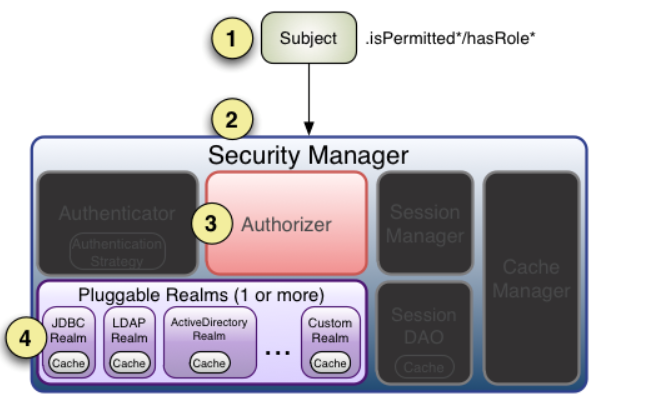 1
Subject
.isPermitted*/hasRole*
2
Security Manager
Authenticator
Authentication
Strategy
3
Authorizer
Session
Manager
Cache
Manager
Pluggable Realms (1 or more)
4
JDBC
Realm
Cache
LDAP
Realm
Cache
ActiveDirectory
Realm
Cache
...
Custom
Realm
Cache
Session
DAO
Cache